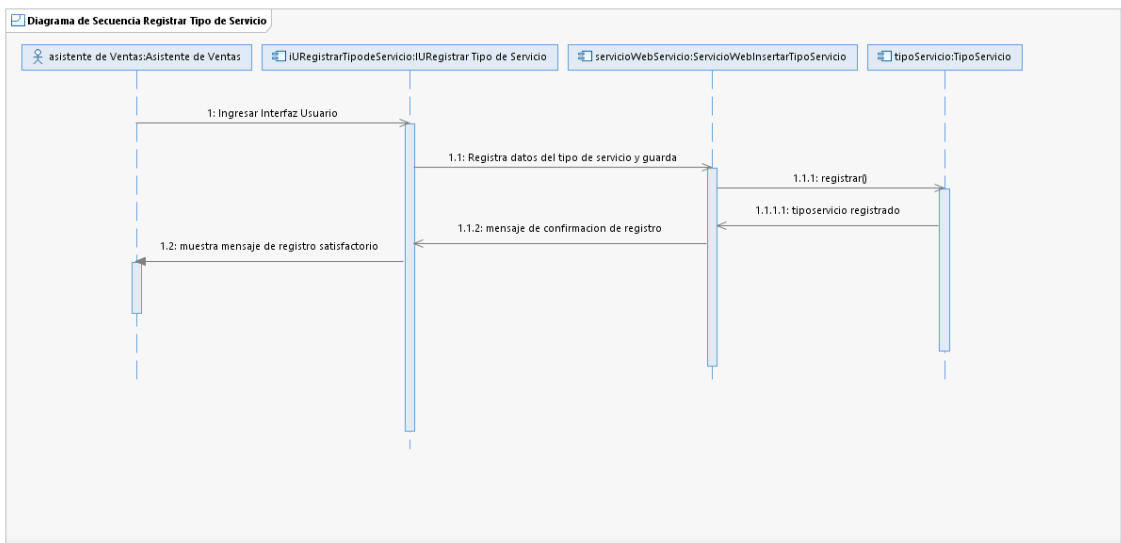 Diagrama de Secuencia Registrar Tipo de Servicio
asistente de Ventas:Asistente de Ventas
iURegistrarTipodeServicio:IURegistrar Tipo de Servicio
servicioWebServicio:ServicioWebInsertarTipoServicio
tipoServicio:TipoServicio
1: Ingresar Interfaz Usuario
1.1: Registra datos del tipo de servicio y guarda
1.1.1: registrar()
1.1.1.1: tiposervicio registrado
1.1.2: mensaje de confirmacion de registro
1.2: muestra mensaje de registro satisfactorio